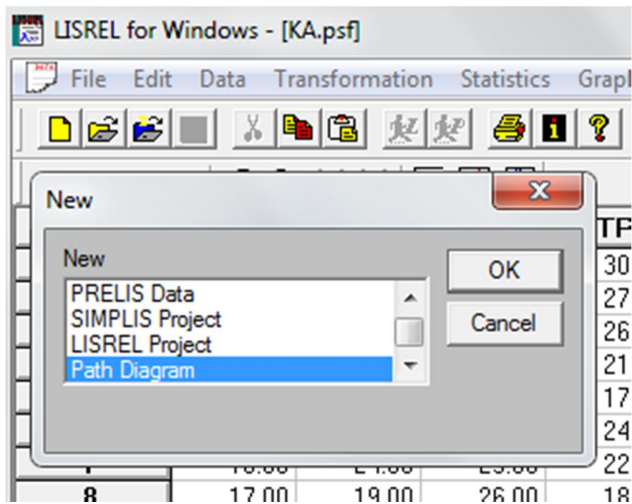 LISREL for Windows - [KA.psf]
File Edit Data Transformation Statistics Grap
New
TP
New
OK
30
PRELIS Data
27
SIMPLIS Project
Cancel
26
LISREL Project
21
Path Diagram
17
24
22
8 17.00 19.00 26.00 18